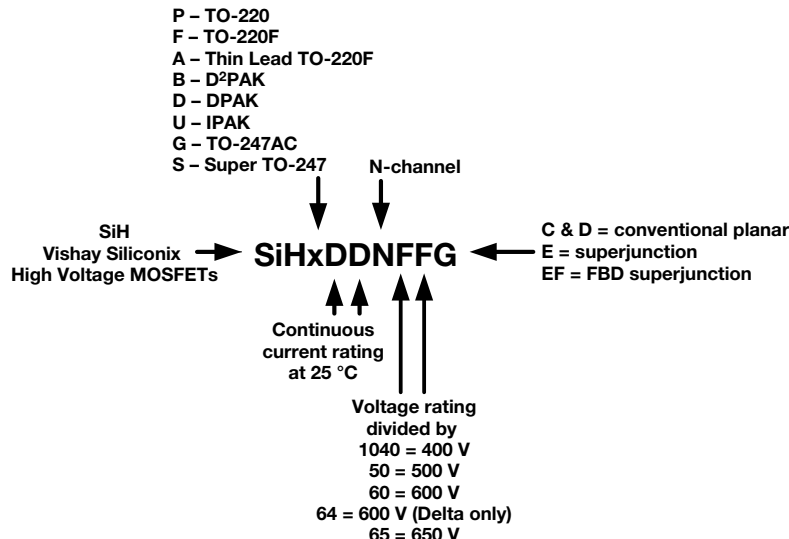 P – TO-220
F – TO-220F
A – Thin Lead TO-220F
B – D²PAK
D – DPAK
U – IPAK
G – TO-247AC
S – Super TO-247
N-channel
SiH
Vishay Siliconix
High Voltage MOSFETs
SiHxDDNFFG
C & D = conventional planar
E = superjunction
EF = FBD superjunction
Continuous
current rating
at 25 °C
Voltage rating
divided by
1040 = 400 V
50 = 500 V
60 = 600 V
64 = 600 V (Delta only)
65 = 650 V